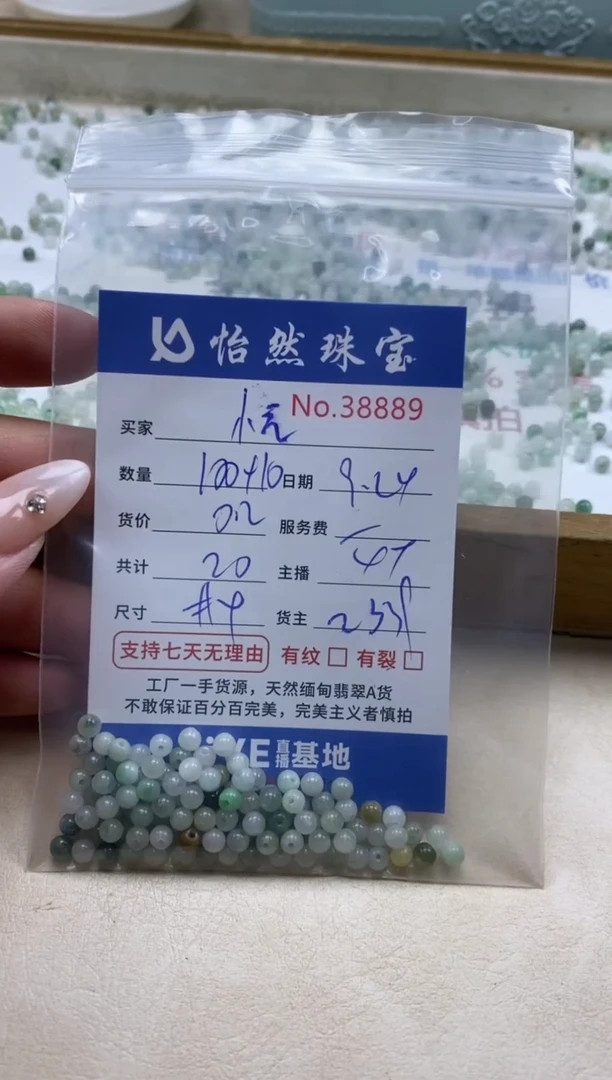 怡然珠宝
No.38889
买家
数量 100+10 日期 9.24
货价 0.2 服务费
共计 20 主播
尺寸 #4 货主
支持七天无理由 有纹 □ 有裂 □
工厂一手货源，天然缅甸翡翠A货
不敢保证百分百完美，完美主义者慎拍
直播基地